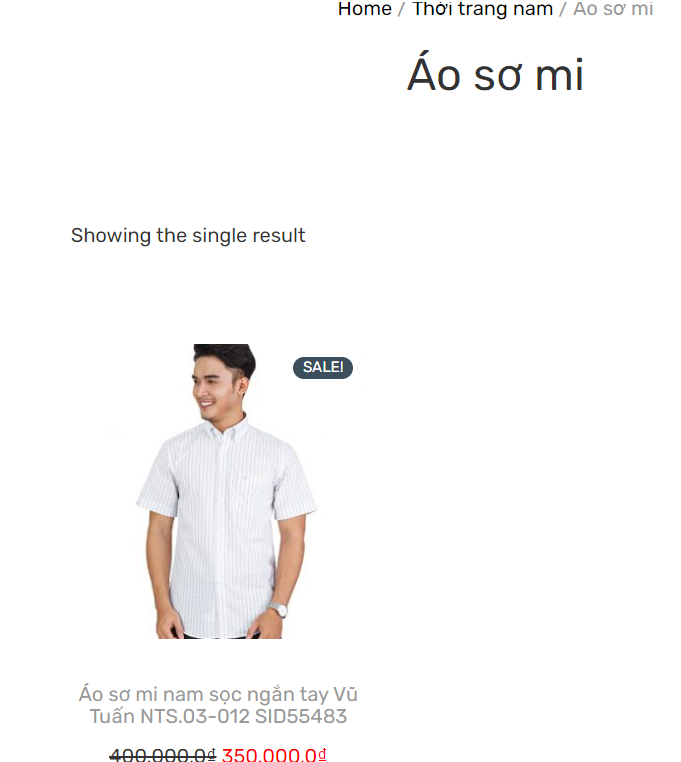 Home / Thời trang nam / Áo sơ mi
Áo sơ mi
Showing the single result
SALE!
Áo sơ mi nam sọc ngắn tay Vũ
Tuấn NTS.03-012 SID55483
400.000.0₫ 350.000.0₫